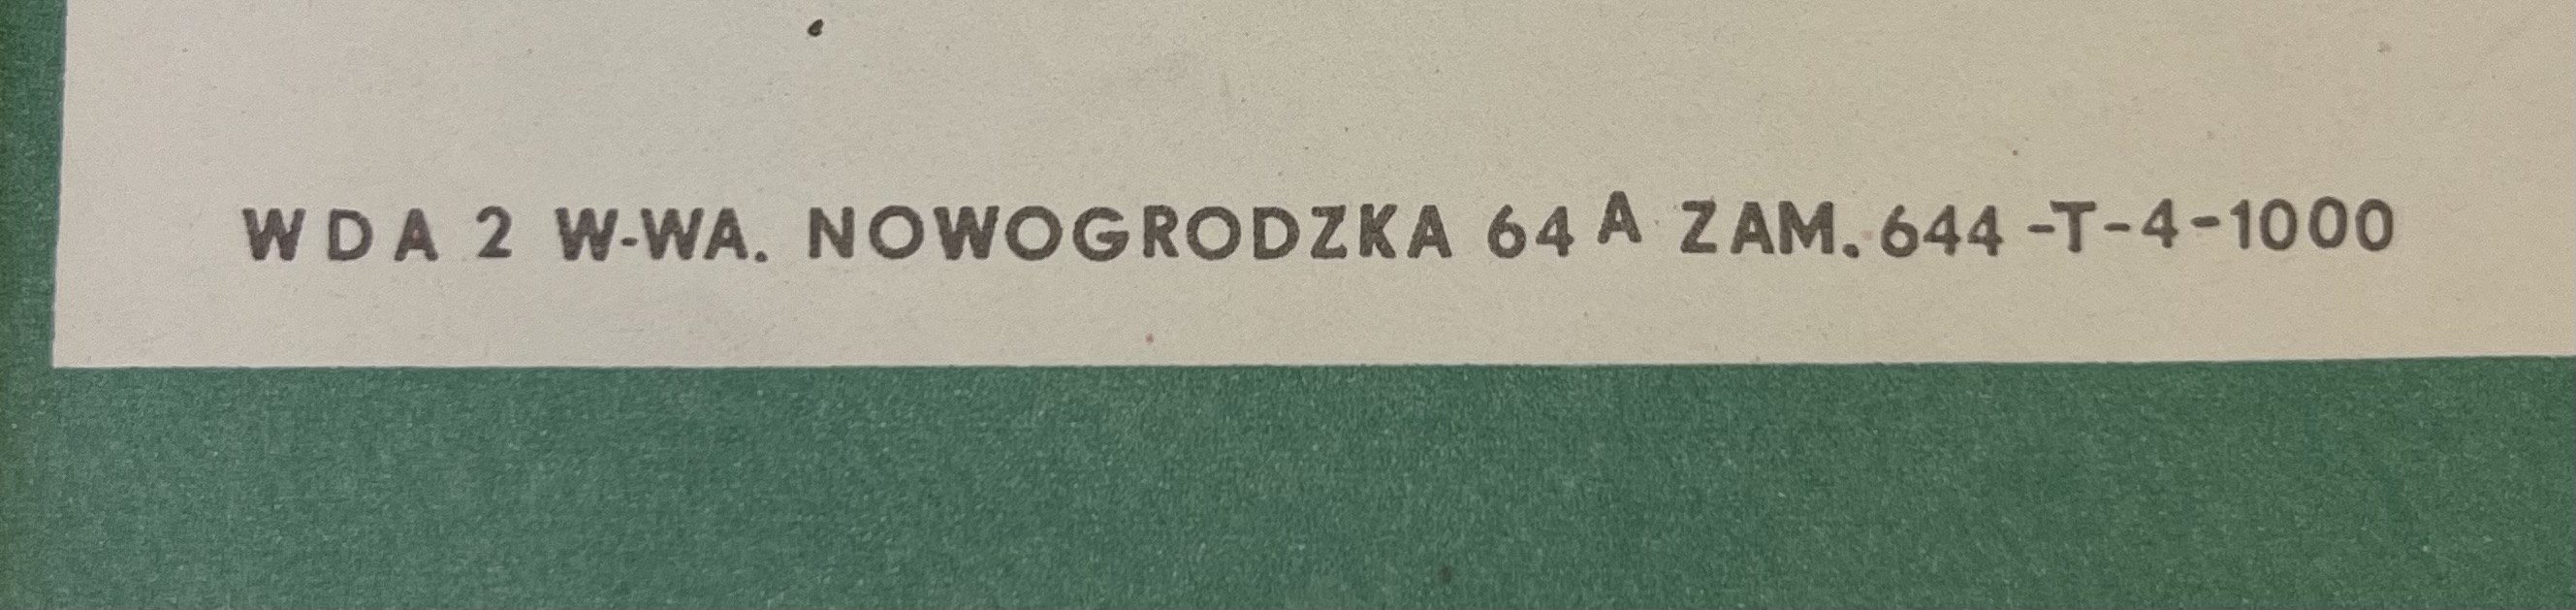 WDA 2 W-WA. NOWOGRODZKA 64 A ZAM. 644 -T-4-1000